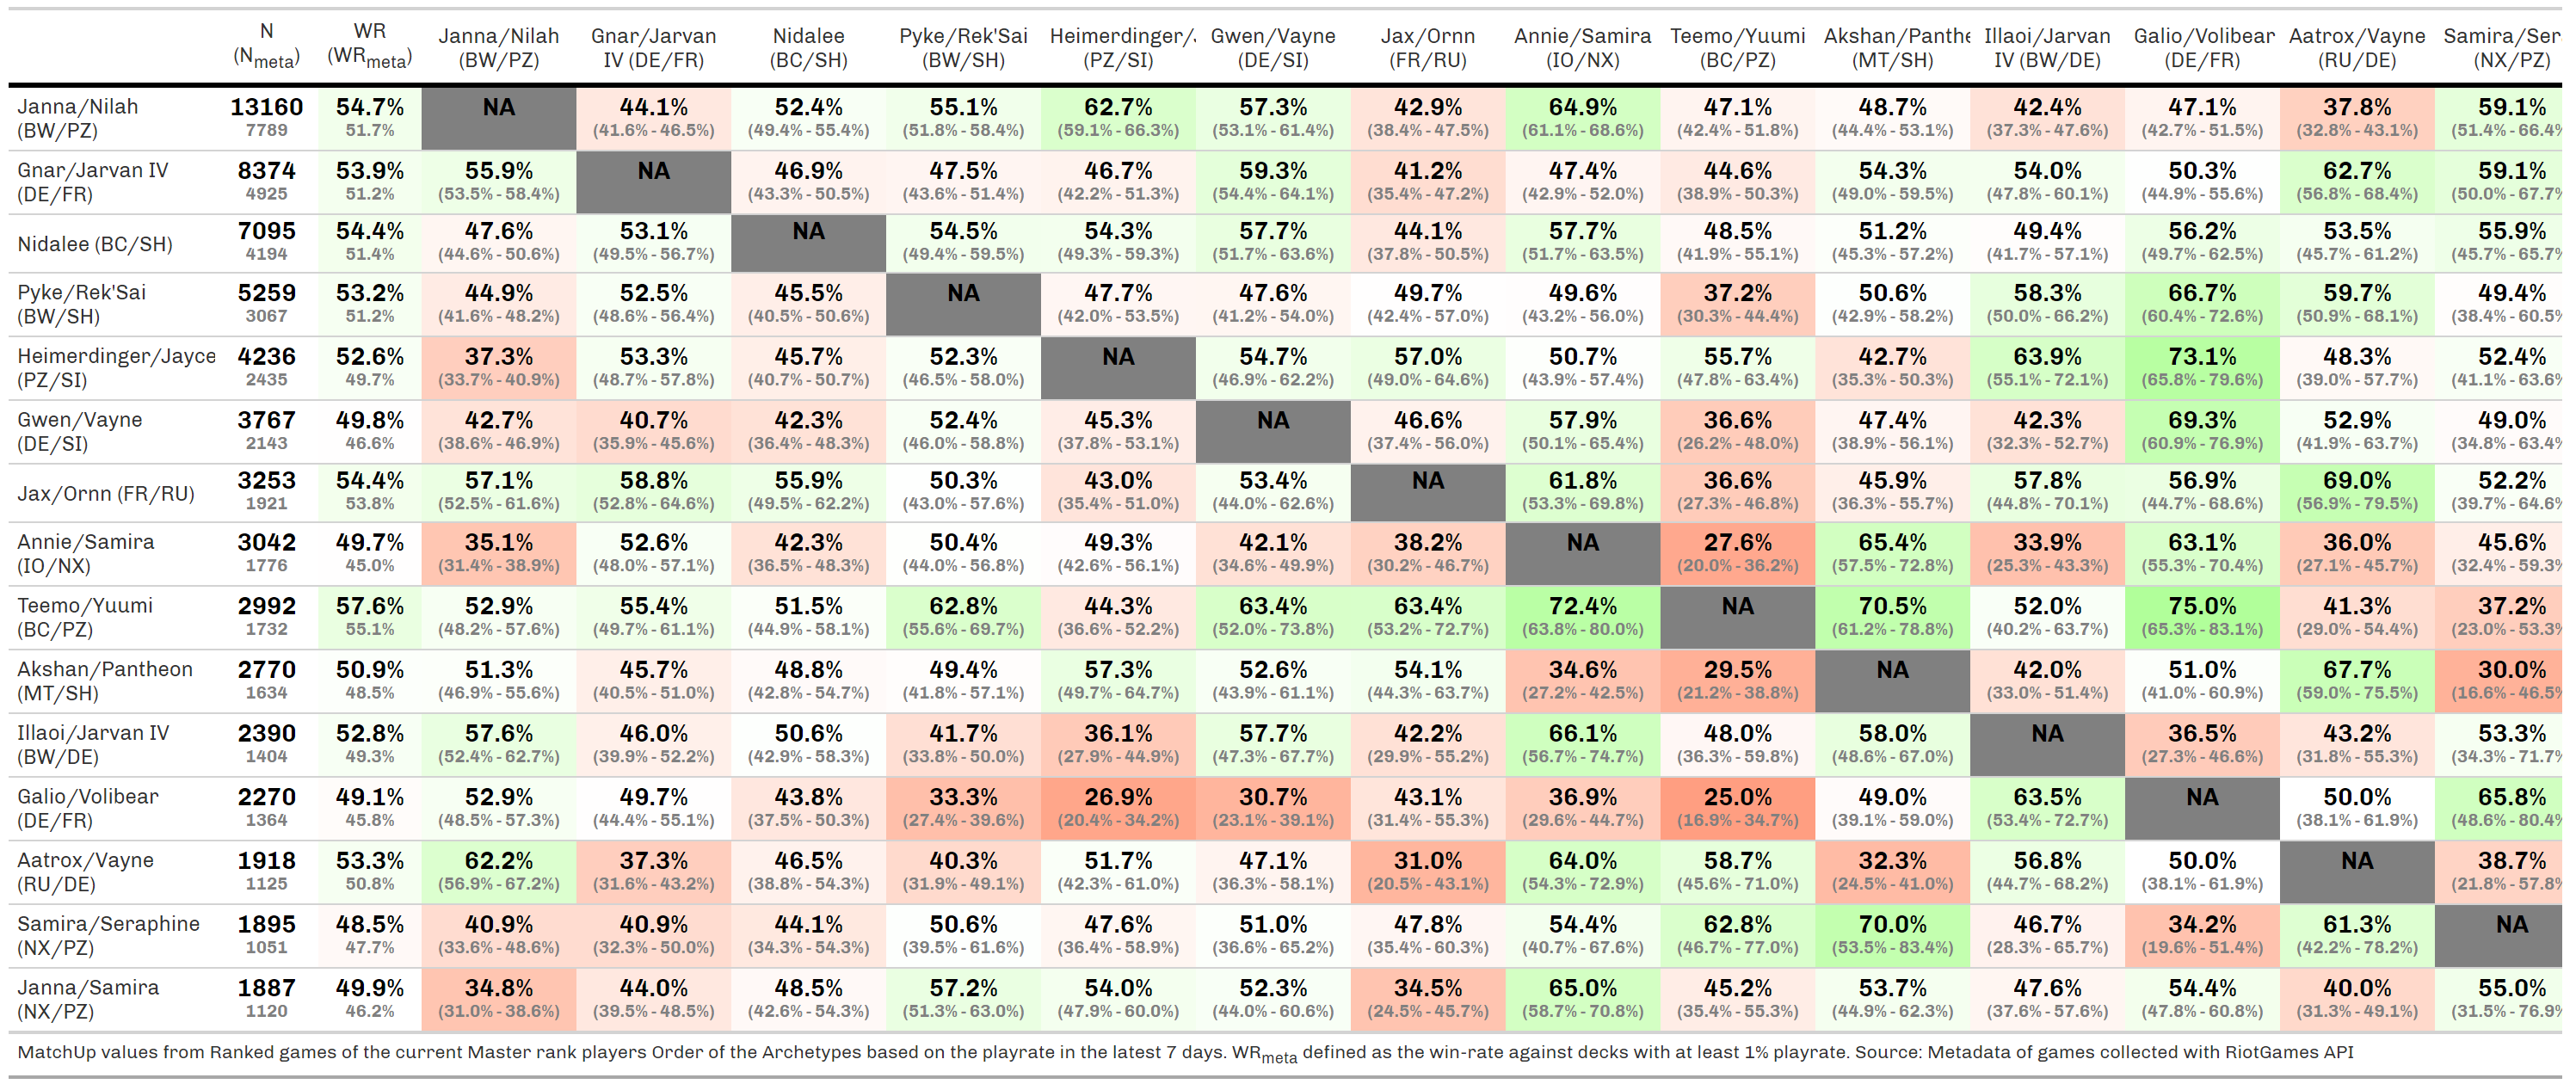 N WR Janna/Nilah Gnar/Jarvan Nidalee Pyke/Rek'Sai Heimerdinger/J Gwen/Vayne Jax/Ornn Annie/Samira Teemo/Yuumi Akshan/Panthe Illaoi/Jarvan Galio/Volibear Aatrox/Vayne Samira/Ser
(Nmeta) (WRmeta) (BW/PZ) IV (DE/FR) (BC/SH) (BW/SH) (PZ/SI) (DE/SI) (FR/RU) (IO/NX) (BC/PZ) (MT/SH) IV (BW/DE) (DE/FR) (RU/DE) (NX/PZ)
Janna/Nilah 13160 54.7% NA 44.1% 52.4% 55.1% 62.7% 57.3% 42.9% 64.9% 47.1% 48.7% 42.4% 47.1% 37.8% 59.1%
(BW/PZ) 7789 51.7% (41.6% - 46.5%) (49.4% - 55.4%) (51.8% - 58.4%) (59.1% - 66.3%) (53.1% - 61.4%) (38.4% - 47.5%) (61.1% - 68.6%) (42.4% - 51.8%) (44.4% - 53.1%) (37.3% - 47.6%) (42.7% - 51.5%) (32.8% - 43.1%) (51.4% - 66.4%
Gnar/Jarvan IV 8374 53.9% 55.9% NA 46.9% 47.5% 46.7% 59.3% 41.2% 47.4% 44.6% 54.3% 54.0% 50.3% 62.7% 59.1%
(DE/FR) 4925 51.2% (53.5% - 58.4%) (43.3% - 50.5%) (43.6% - 51.4%) (42.2% - 51.3%) (54.4% - 64.1%) (35.4% - 47.2%) (42.9% - 52.0%) (38.9% - 50.3%) (49.0% - 59.5%) (47.8% - 60.1%) (44.9% - 55.6%) (56.8% - 68.4%) (50.0% - 67.7%
Nidalee (BC/SH) 7095 54.4% 47.6% 53.1% NA 54.5% 54.3% 57.7% 44.1% 57.7% 48.5% 51.2% 49.4% 56.2% 53.5% 55.9%
4194 51.4% (44.6% - 50.6%) (49.5% - 56.7%) (49.4% - 59.5%) (49.3% - 59.3%) (51.7% - 63.6%) (37.8% - 50.5%) (51.7% - 63.5%) (41.9% - 55.1%) (45.3% - 57.2%) (41.7% - 57.1%) (49.7% - 62.5%) (45.7% - 61.2%) (45.7% - 65.7%
Pyke/Rek'Sai 5259 53.2% 44.9% 52.5% 45.5% NA 47.7% 47.6% 49.7% 49.6% 37.2% 50.6% 58.3% 66.7% 59.7% 49.4%
(BW/SH) 3067 51.2% (41.6% - 48.2%) (48.6% - 56.4%) (40.5% - 50.6%) (42.0% - 53.5%) (41.2% - 54.0%) (42.4% - 57.0%) (43.2% - 56.0%) (30.3% - 44.4%) (42.9% - 58.2%) (50.0% - 66.2%) (60.4% - 72.6%) (50.9% - 68.1%) (38.4% - 60.5%
Heimerdinger/Jayce 4236 52.6% 37.3% 53.3% 45.7% 52.3% NA 54.7% 57.0% 50.7% 55.7% 42.7% 63.9% 73.1% 48.3% 52.4%
(PZ/SI) 2435 49.7% (33.7% - 40.9%) (48.7% - 57.8%) (40.7% - 50.7%) (46.5% - 58.0%) (46.9% - 62.2%) (49.0% - 64.6%) (43.9% - 57.4%) (47.8% - 63.4%) (35.3% - 50.3%) (55.1% - 72.1%) (65.8% - 79.6%) (39.0% - 57.7%) (41.1% - 63.6%
Gwen/Vayne 3767 49.8% 42.7% 40.7% 42.3% 52.4% 45.3% NA 46.6% 57.9% 36.6% 47.4% 42.3% 69.3% 52.9% 49.0%
(DE/SI) 2143 46.6% (38.6% - 46.9%) (35.9% - 45.6%) (36.4% - 48.3%) (46.0% - 58.8%) (37.8% - 53.1%) (37.4% - 56.0%) (50.1% - 65.4%) (26.2% - 48.0%) (38.9% - 56.1%) (32.3% - 52.7%) (60.9% - 76.9%) (41.9% - 63.7%) (34.8% - 63.4%
Jax/Ornn (FR/RU) 3253 54.4% 57.1% 58.8% 55.9% 50.3% 43.0% 53.4% NA 61.8% 36.6% 45.9% 57.8% 56.9% 69.0% 52.2%
1921 53.8% (52.5% - 61.6%) (52.8% - 64.6%) (49.5% - 62.2%) (43.0% - 57.6%) (35.4% - 51.0%) (44.0% - 62.6%) (53.3% - 69.8%) (27.3% - 46.8%) (36.3% - 55.7%) (44.8% - 70.1%) (44.7% - 68.6%) (56.9% - 79.5%) (39.7% - 64.6%
Annie/Samira 3042 49.7% 35.1% 52.6% 42.3% 50.4% 49.3% 42.1% 38.2% NA 27.6% 65.4% 33.9% 63.1% 36.0% 45.6%
(IO/NX) 1776 45.0% (31.4% - 38.9%) (48.0% - 57.1%) (36.5% - 48.3%) (44.0% - 56.8%) (42.6% - 56.1%) (34.6% - 49.9%) (30.2% - 46.7%) (20.0% - 36.2%) (57.5% - 72.8%) (25.3% - 43.3%) (55.3% - 70.4%) (27.1% - 45.7%) (32.4% - 59.3%
Teemo/Yuumi 2992 57.6% 52.9% 55.4% 51.5% 62.8% 44.3% 63.4% 63.4% 72.4% NA 70.5% 52.0% 75.0% 41.3% 37.2%
(BC/PZ) 1732 55.1% (48.2% - 57.6%) (49.7% - 61.1%) (44.9% - 58.1%) (55.6% - 69.7%) (36.6% - 52.2%) (52.0% - 73.8%) (53.2% - 72.7%) (63.8% - 80.0%) (61.2% - 78.8%) (40.2% - 63.7%) (65.3% - 83.1%) (29.0% - 54.4%) (23.0% - 53.3%
Akshan/Pantheon 2770 50.9% 51.3% 45.7% 48.8% 49.4% 57.3% 52.6% 54.1% 34.6% 29.5% NA 42.0% 51.0% 67.7% 30.0%
(MT/SH) 1634 48.5% (46.9% - 55.6%) (40.5% - 51.0%) (42.8% - 54.7%) (41.8% - 57.1%) (49.7% - 64.7%) (43.9% - 61.1%) (44.3% - 63.7%) (27.2% - 42.5%) (21.2% - 38.8%) (33.0% - 51.4%) (41.0% - 60.9%) (59.0% - 75.5%) (16.6% - 46.5%
Illaoi/Jarvan IV 2390 52.8% 57.6% 46.0% 50.6% 41.7% 36.1% 57.7% 42.2% 66.1% 48.0% 58.0% NA 36.5% 43.2% 53.3%
(BW/DE) 1404 49.3% (52.4% - 62.7%) (39.9% - 52.2%) (42.9% - 58.3%) (33.8% - 50.0%) (27.9% - 44.9%) (47.3% - 67.7%) (29.9% - 55.2%) (56.7% - 74.7%) (36.3% - 59.8%) (48.6% - 67.0%) (27.3% - 46.6%) (31.8% - 55.3%) (34.3% - 71.7%
Galio/Volibear 2270 49.1% 52.9% 49.7% 43.8% 33.3% 26.9% 30.7% 43.1% 36.9% 25.0% 49.0% 63.5% NA 50.0% 65.8%
(DE/FR) 1364 45.8% (48.5% - 57.3%) (44.4% - 55.1%) (37.5% - 50.3%) (27.4% - 39.6%) (20.4% - 34.2%) (23.1% - 39.1%) (31.4% - 55.3%) (29.6% - 44.7%) (16.9% - 34.7%) (39.1% - 59.0%) (53.4% - 72.7%) (38.1% - 61.9%) (48.6% - 80.4%
Aatrox/Vayne 1918 53.3% 62.2% 37.3% 46.5% 40.3% 51.7% 47.1% 31.0% 64.0% 58.7% 32.3% 56.8% 50.0% NA 38.7%
(RU/DE) 1125 50.8% (56.9% - 67.2%) (31.6% - 43.2%) (38.8% - 54.3%) (31.9% - 49.1%) (42.3% - 61.0%) (36.3% - 58.1%) (20.5% - 43.1%) (54.3% - 72.9%) (45.6% - 71.0%) (24.5% - 41.0%) (44.7% - 68.2%) (38.1% - 61.9%) (21.8% - 57.8%
Samira/Seraphine 1895 48.5% 40.9% 40.9% 44.1% 50.6% 47.6% 51.0% 47.8% 54.4% 62.8% 70.0% 46.7% 34.2% 61.3% NA
(NX/PZ) 1051 47.7% (33.6% - 48.6%) (32.3% - 50.0%) (34.3% - 54.3%) (39.5% - 61.6%) (36.4% - 58.9%) (36.6% - 65.2%) (35.4% - 60.3%) (40.7% - 67.6%) (46.7% - 77.0%) (53.5% - 83.4%) (28.3% - 65.7%) (19.6% - 51.4%) (42.2% - 78.2%)
Janna/Samira 1887 49.9% 34.8% 44.0% 48.5% 57.2% 54.0% 52.3% 34.5% 65.0% 45.2% 53.7% 47.6% 54.4% 40.0% 55.0%
(NX/PZ) 1120 46.2% (31.0% - 38.6%) (39.5% - 48.5%) (42.6% - 54.3%) (51.3% - 63.0%) (47.9% - 60.0%) (44.0% - 60.6%) (24.5% - 45.7%) (58.7% - 70.8%) (35.4% - 55.3%) (44.9% - 62.3%) (37.6% - 57.6%) (47.8% - 60.8%) (31.3% - 49.1%) (31.5% - 76.9%
MatchUp values from Ranked games of the current Master rank players Order of the Archetypes based on the playrate in the latest 7 days. WRmeta defined as the win-rate against decks with at least 1% playrate. Source: Metadata of games collected with RiotGames API